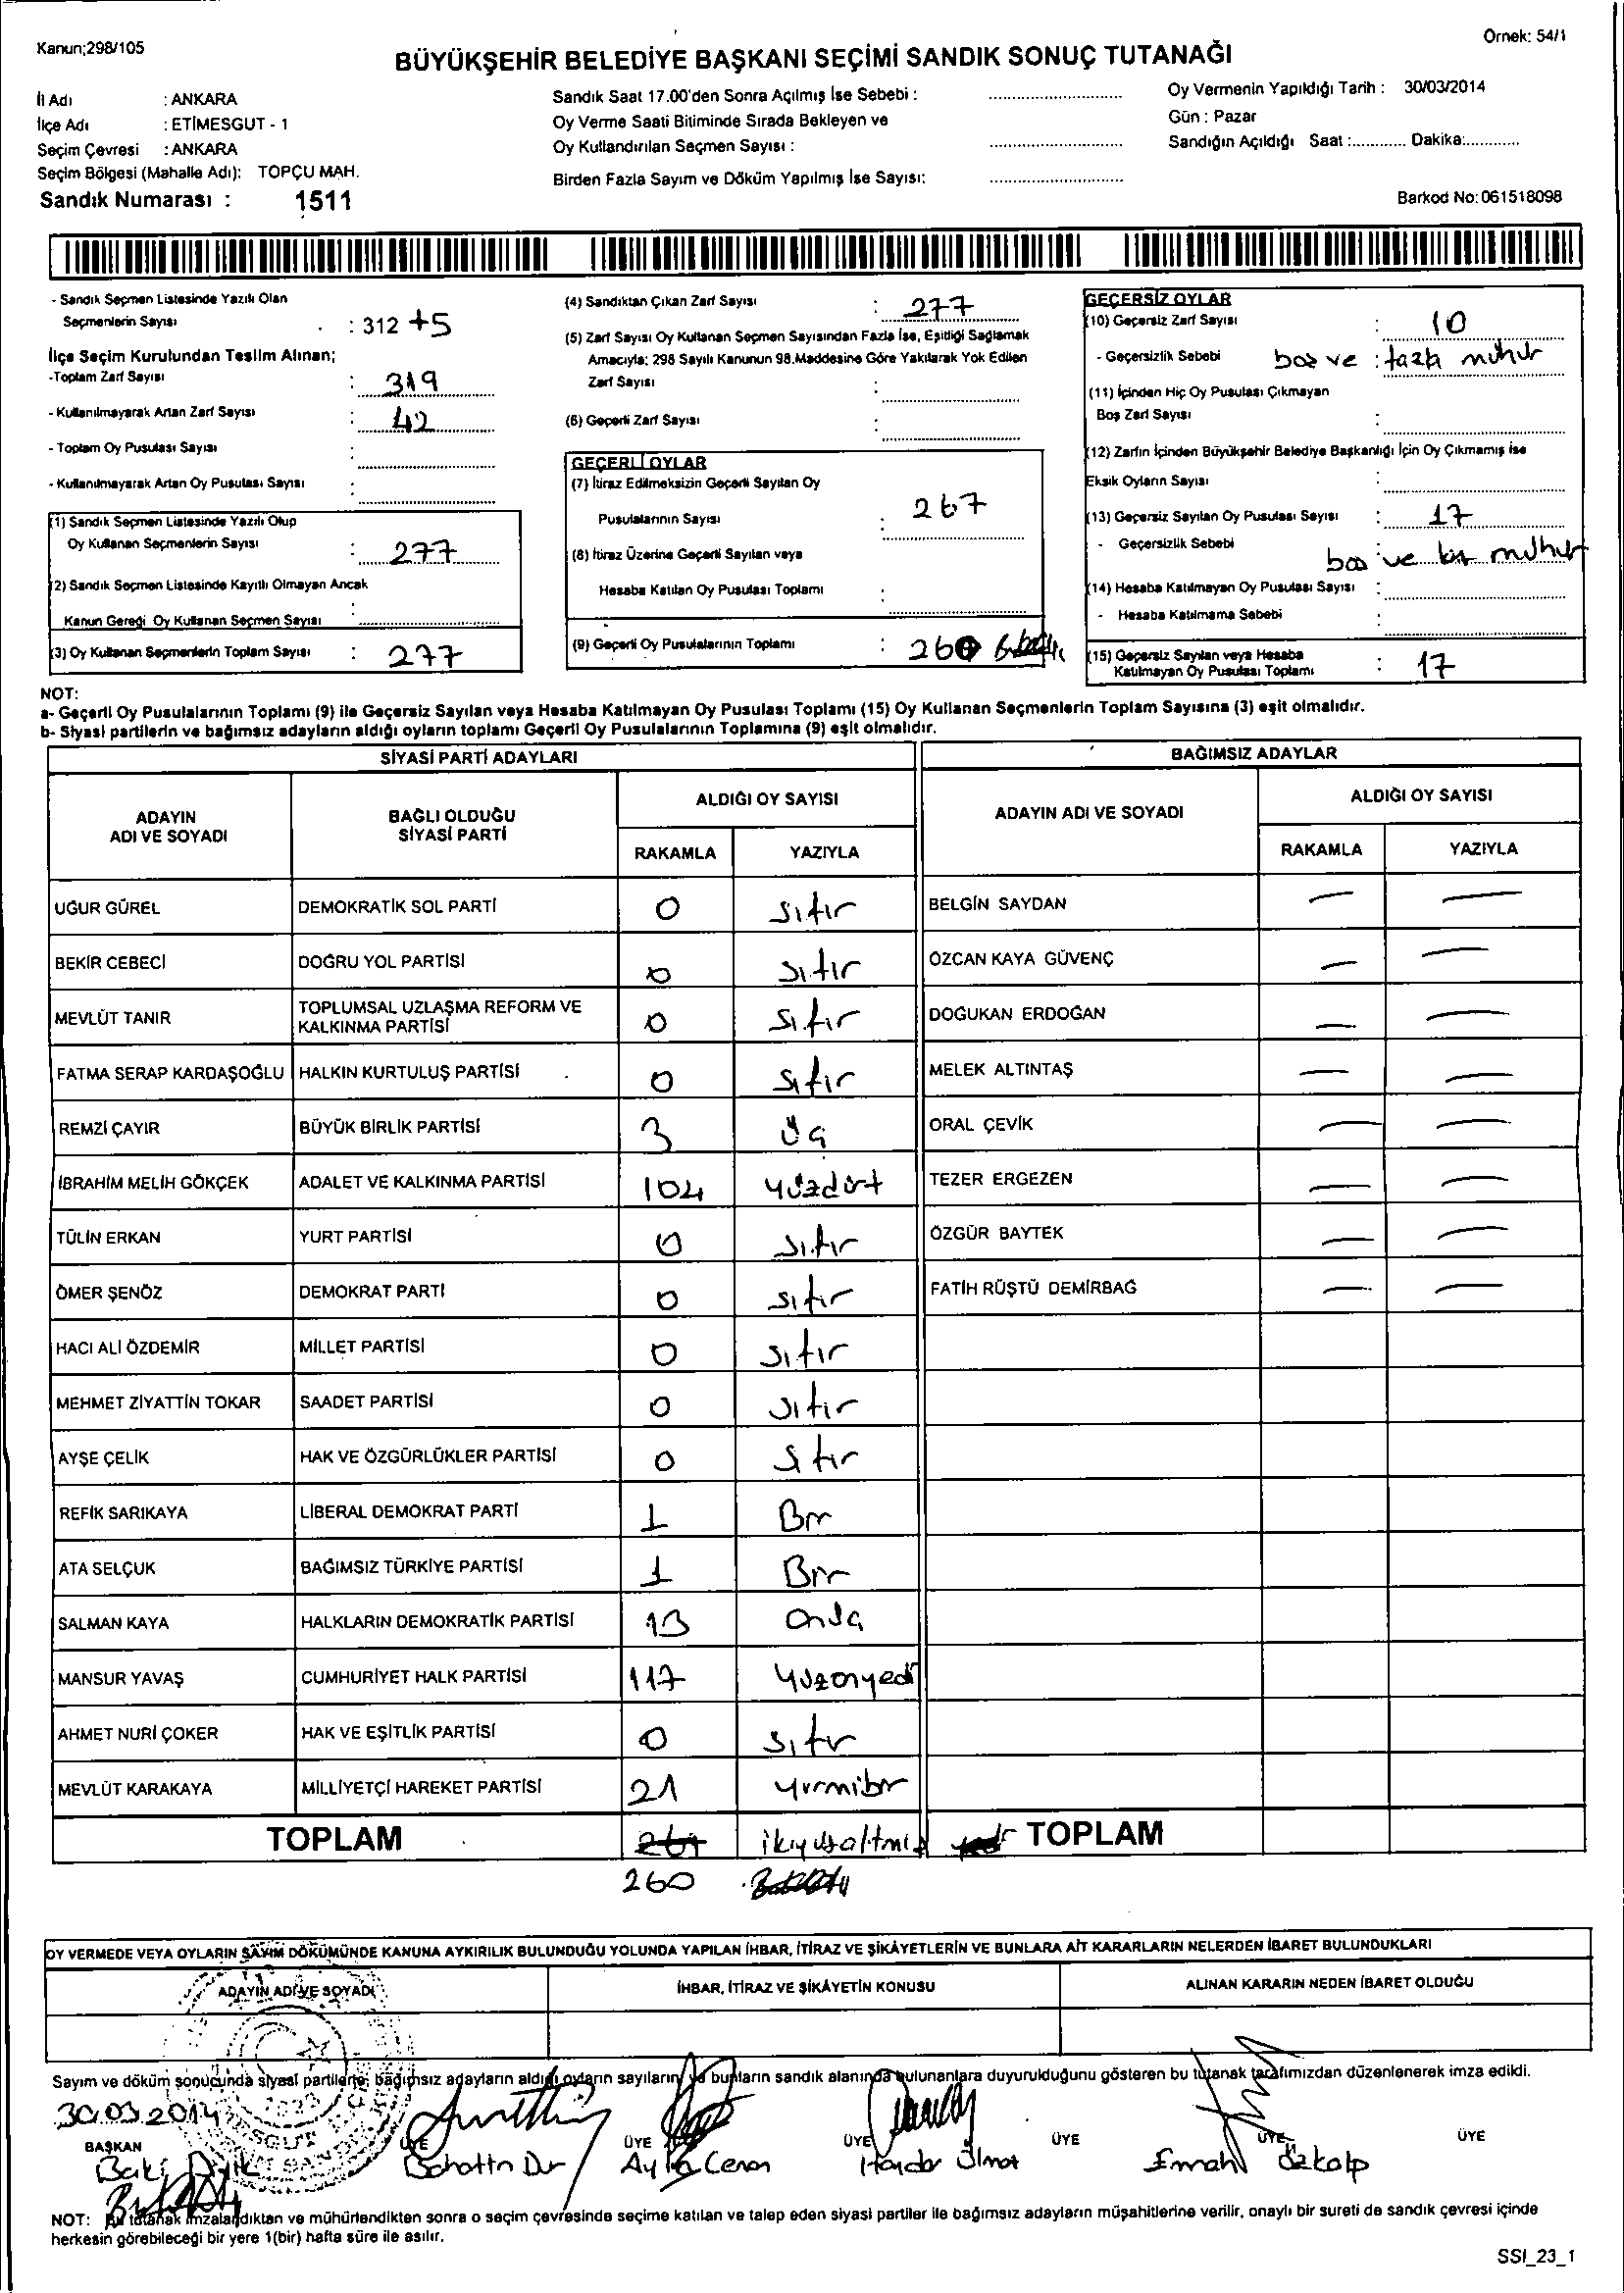 Kanun;298/105
Örnek: 54/1
BÜYÜKŞEHİR BELEDİYE BAŞKANI SEÇİMİ SANDIK SONUÇ TUTANAĞI
İl Adı : ANKARA
İlçe Adı : ETİMESGUT - 1
Seçim Çevresi : ANKARA
Seçim Bölgesi (Mahalle Adı): TOPÇU MAH.
Sandık Numarası : 1511
Sandık Saat 17.00'den Sonra Açılmış İse Sebebi :
Oy Verme Saati Bitiminde Sırada Bekleyen ve
Oy Kullandırılan Seçmen Sayısı :
Birden Fazla Sayım ve Döküm Yapılmış İse Sayısı:
Oy Vermenin Yapıldığı Tarih : 30/03/2014
Gün : Pazar
Sandığın Açıldığı Saat :............ Dakika:............
Barkod No: 061518098
- Sandık Seçmen Listesinde Yazılı Olan
Seçmenlerin Sayısı : 312 +5
İlçe Seçim Kurulundan Teslim Alınan;
-Toplam Zarf Sayısı : 319
- Kullanılmayarak Artan Zarf Sayısı : 42
- Toplam Oy Pusulası Sayısı :
- Kullanılmayarak Artan Oy Pusulası Sayısı :
(1) Sandık Seçmen Listesinde Yazılı Olup
Oy Kullanan Seçmenlerin Sayısı : 277
(2) Sandık Seçmen Listesinde Kayıtlı Olmayan Ancak
Kanun Gereği Oy Kullanan Seçmen Sayısı :
(3) Oy Kullanan Seçmenlerin Toplam Sayısı : 277
(4) Sandıktan Çıkan Zarf Sayısı : 277
(5) Zarf Sayısı Oy Kullanan Seçmen Sayısından Fazla İse, Eşitliği Sağlamak
Amacıyla; 298 Sayılı Kanunun 98.Maddesine Göre Yakılarak Yok Edilen
Zarf Sayısı :
(6) Geçerli Zarf Sayısı :
GEÇERLİ OYLAR
(7) İtiraz Edilmeksizin Geçerli Sayılan Oy
Pusulalarının Sayısı : 267
(8) İtiraz Üzerine Geçerli Sayılan veya
Hesaba Katılan Oy Pusulası Toplamı :
(9) Geçerli Oy Pusulalarının Toplamı : 260
GEÇERSİZ OYLAR
(10) Geçersiz Zarf Sayısı : 10
- Geçersizlik Sebebi : boş ve fazla mühür
(11) İçinden Hiç Oy Pusulası Çıkmayan
Boş Zarf Sayısı :
(12) Zarfın İçinden Büyükşehir Belediye Başkanlığı İçin Oy Çıkmamış ise
Eksik Oyların Sayısı :
(13) Geçersiz Sayılan Oy Pusulası Sayısı : 17
- Geçersizlik Sebebi : boş ve bir mühür
(14) Hesaba Katılmayan Oy Pusulası Sayısı :
- Hesaba Katılmama Sebebi :
(15) Geçersiz Sayılan veya Hesaba
Katılmayan Oy Pusulası Toplamı : 17
NOT:
a- Geçerli Oy Pusulalarının Toplamı (9) ile Geçersiz Sayılan veya Hesaba Katılmayan Oy Pusulası Toplamı (15) Oy Kullanan Seçmenlerin Toplam Sayısına (3) eşit olmalıdır.
b- Siyasi partilerin ve bağımsız adayların aldığı oyların toplamı Geçerli Oy Pusulalarının Toplamına (9) eşit olmalıdır.
SİYASİ PARTİ ADAYLARI
BAĞIMSIZ ADAYLAR
ADAYIN
ADI VE SOYADI
BAĞLI OLDUĞU
SİYASİ PARTİ
ALDIĞI OY SAYISI
RAKAMLA YAZIYLA
ADAYIN ADI VE SOYADI
ALDIĞI OY SAYISI
RAKAMLA YAZIYLA
UĞUR GÜREL DEMOKRATİK SOL PARTİ 0 sıfır BELGİN SAYDAN — —
BEKİR CEBECİ DOĞRU YOL PARTİSİ 0 sıfır ÖZCAN KAYA GÜVENÇ — —
MEVLÜT TANIR TOPLUMSAL UZLAŞMA REFORM VE
KALKINMA PARTİSİ 0 sıfır DOĞUKAN ERDOĞAN — —
FATMA SERAP KARDAŞOĞLU HALKIN KURTULUŞ PARTİSİ 0 sıfır MELEK ALTINTAŞ — —
REMZİ ÇAYIR BÜYÜK BİRLİK PARTİSİ 3 üç ORAL ÇEVİK — —
İBRAHİM MELİH GÖKÇEK ADALET VE KALKINMA PARTİSİ 104 yüzdört TEZER ERGEZEN — —
TÜLİN ERKAN YURT PARTİSİ 0 sıfır ÖZGÜR BAYTEK — —
ÖMER ŞENÖZ DEMOKRAT PARTİ 0 sıfır FATİH RÜŞTÜ DEMİRBAĞ — —
HACI ALİ ÖZDEMİR MİLLET PARTİSİ 0 sıfır
MEHMET ZİYATTİN TOKAR SAADET PARTİSİ 0 sıfır
AYŞE ÇELİK HAK VE ÖZGÜRLÜKLER PARTİSİ 0 sıfır
REFİK SARIKAYA LİBERAL DEMOKRAT PARTİ 1 Bir
ATA SELÇUK BAĞIMSIZ TÜRKİYE PARTİSİ 1 Bir
SALMAN KAYA HALKLARIN DEMOKRATİK PARTİSİ 13 onüç
MANSUR YAVAŞ CUMHURİYET HALK PARTİSİ 117 yüzonyedi
AHMET NURİ ÇOKER HAK VE EŞİTLİK PARTİSİ 0 sıfır
MEVLÜT KARAKAYA MİLLİYETÇİ HAREKET PARTİSİ 21 yirmibir
TOPLAM 267 ikiyüzaltmış TOPLAM
260
OY VERMEDE VEYA OYLARIN SAYIM DÖKÜMÜNDE KANUNA AYKIRILIK BULUNDUĞU YOLUNDA YAPILAN İHBAR, İTİRAZ VE ŞİKÂYETLERİN VE BUNLARA AİT KARARLARIN NELERDEN İBARET BULUNDUKLARI
ADAYIN ADI VE SOYADI İHBAR, İTİRAZ VE ŞİKÂYETİN KONUSU ALINAN KARARIN NEDEN İBARET OLDUĞU
Sayım ve döküm sonucunda siyasi partilerle, bağımsız adayların aldığı oyların sayılarını ve bunların sandık alanında bulunanlara duyurulduğunu gösteren bu tutanak tarafımızdan düzenlenerek imza edildi.
30.03.2014
BAŞKAN ÜYE ÜYE ÜYE ÜYE ÜYE ÜYE
Baki Bahattin Dur Ayla Ceran Haydar Emrah Özkalp
NOT: Bu tutanak imzalandıktan ve mühürlendikten sonra o seçim çevresinde seçime katılan ve talep eden siyasi partiler ile bağımsız adayların müşahitlerine verilir, onaylı bir sureti de sandık çevresi içinde
herkesin görebileceği bir yere 1(bir) hafta süre ile asılır.
SSI_23_1